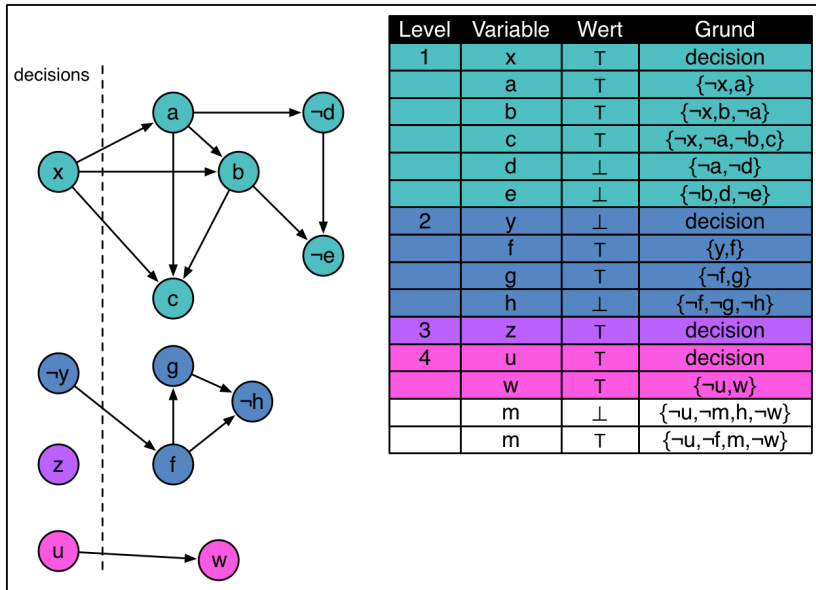 decisions
a
¬d
x
b
¬e
c
¬y
g
¬h
z
f
u
w
Level Variable Wert Grund
1 x ⊤ decision
a ⊤ {¬x,a}
b ⊤ {¬x,b,¬a}
c ⊤ {¬x,¬a,¬b,c}
d ⊥ {¬a,¬d}
e ⊥ {¬b,d,¬e}
2 y ⊥ decision
f ⊤ {y,f}
g ⊤ {¬f,g}
h ⊥ {¬f,¬g,¬h}
3 z ⊤ decision
4 u ⊤ decision
w ⊤ {¬u,w}
m ⊥ {¬u,¬m,h,¬w}
m ⊤ {¬u,¬f,m,¬w}